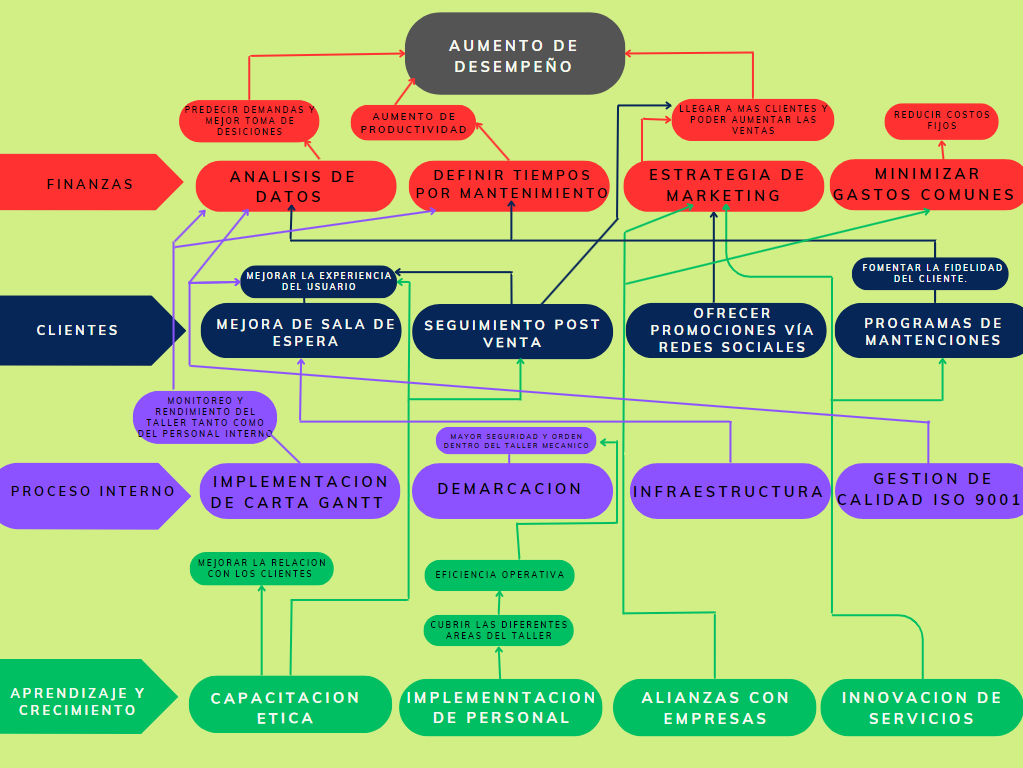 AUMENTO DE
DESEMPEÑO
PREDECIR DEMANDAS Y
MEJOR TOMA DE
DESICIONES
AUMENTO DE
PRODUCTIVIDAD
LLEGAR A MAS CLIENTES Y
PODER AUMENTAR LAS
VENTAS
REDUCIR COSTOS
FIJOS
FINANZAS
ANALISIS DE
DATOS
DEFINIR TIEMPOS
POR MANTENIMIENTO
ESTRATEGIA DE
MARKETING
MINIMIZAR
GASTOS COMUNES
MEJORAR LA EXPERIENCIA
DEL USUARIO
FOMENTAR LA FIDELIDAD
DEL CLIENTE.
CLIENTES
MEJORA DE SALA DE
ESPERA
SEGUIMIENTO POST
VENTA
OFRECER
PROMOCIONES VÍA
REDES SOCIALES
PROGRAMAS DE
MANTENCIONES
MONITOREO Y
RENDIMIENTO DEL
TALLER TANTO COMO
DEL PERSONAL INTERNO
MAYOR SEGURIDAD Y ORDEN
DENTRO DEL TALLER MECANICO
PROCESO INTERNO
IMPLEMENTACION
DE CARTA GANTT
DEMARCACION
INFRAESTRUCTURA
GESTION DE
CALIDAD ISO 9001
MEJORAR LA RELACION
CON LOS CLIENTES
EFICIENCIA OPERATIVA
CUBRIR LAS DIFERENTES
AREAS DEL TALLER
APRENDIZAJE Y
CRECIMIENTO
CAPACITACION
ETICA
IMPLEMENNTACION
DE PERSONAL
ALIANZAS CON
EMPRESAS
INNOVACION DE
SERVICIOS